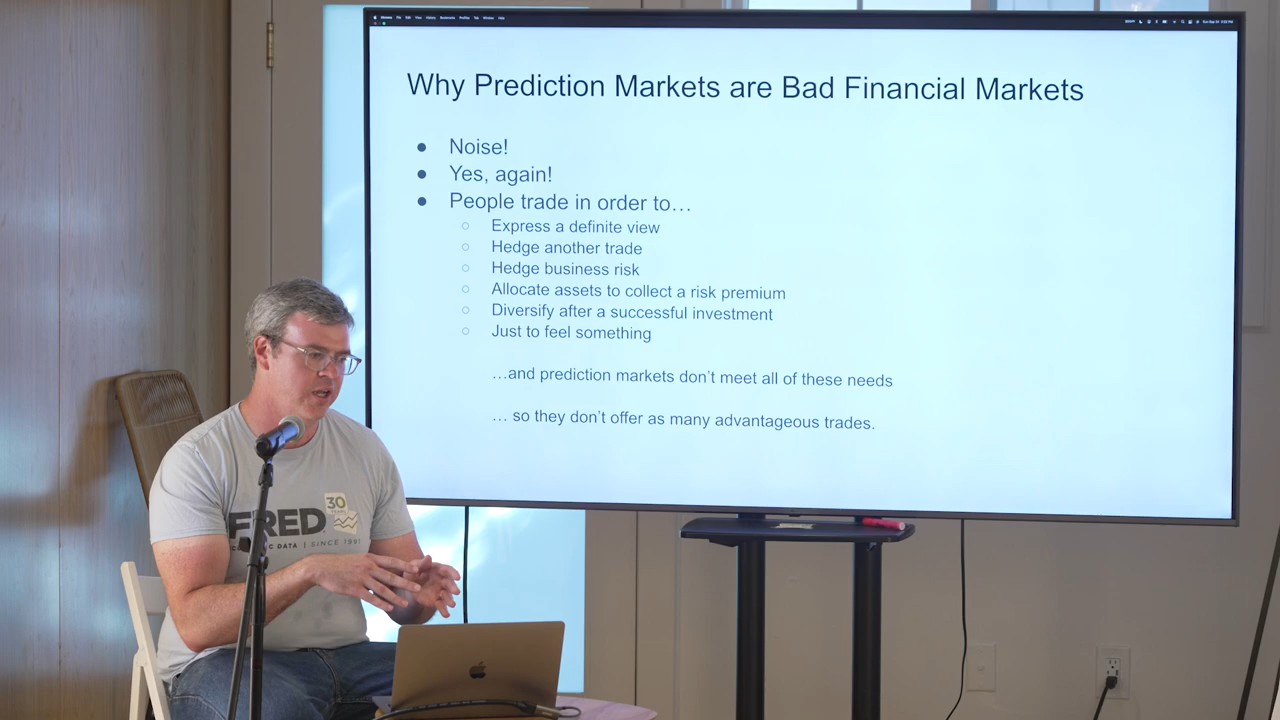 Why Prediction Markets are Bad Financial Markets
● Noise!
● Yes, again!
● People trade in order to…
○ Express a definite view
○ Hedge another trade
○ Hedge business risk
○ Allocate assets to collect a risk premium
○ Diversify after a successful investment
○ Just to feel something
…and prediction markets don't meet all of these needs
… so they don't offer as many advantageous trades.
FRED
30
YEARS
DATA | SINCE 1991